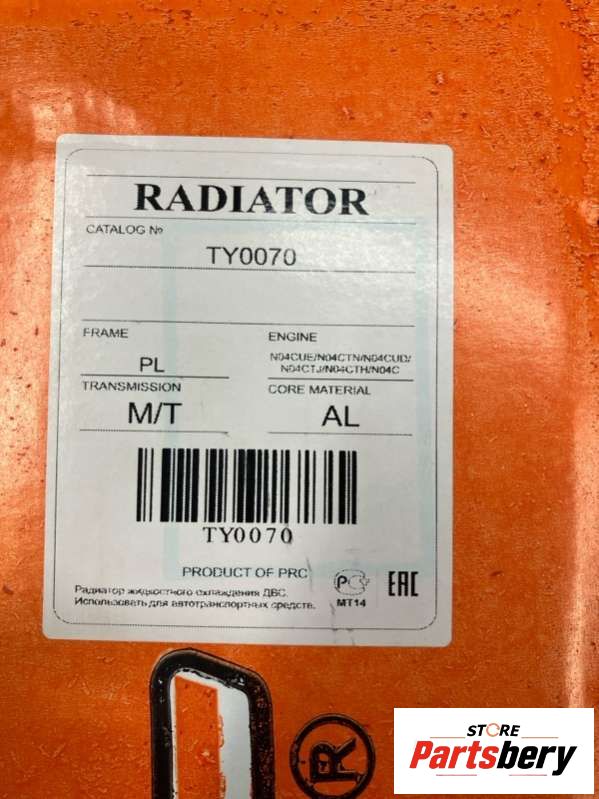 RADIATOR
CATALOG №
TY0070
FRAME
ENGINE
PL
N04CUE/N04CTN/N04CUD/
N04CTJ/N04CTH/N04C
TRANSMISSION
CORE MATERIAL
M/T
AL
TY0070
PRODUCT OF PRC
Радиатор жидкостного охлаждения ДВС.
Использовать для автотранспортных средств.
МТ14
EAC
®
STORE
Partsbery